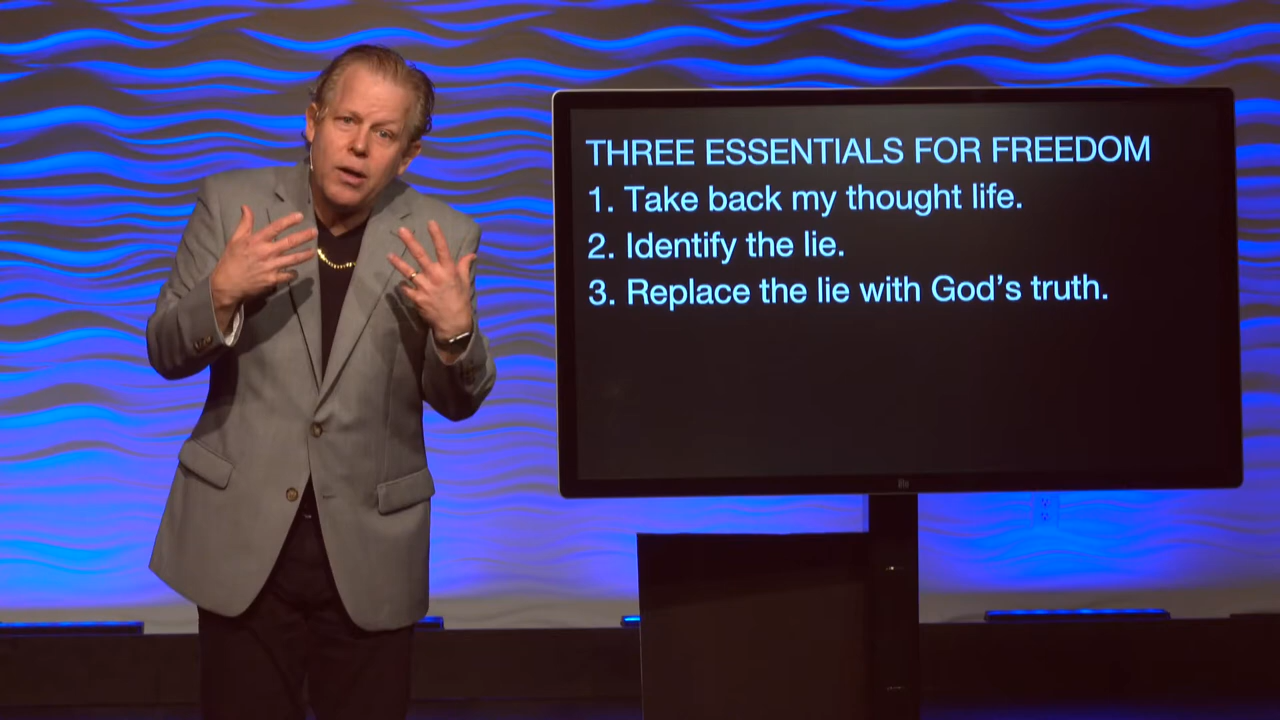 THREE ESSENTIALS FOR FREEDOM
1. Take back my thought life.
2. Identify the lie.
3. Replace the lie with God’s truth.
elo